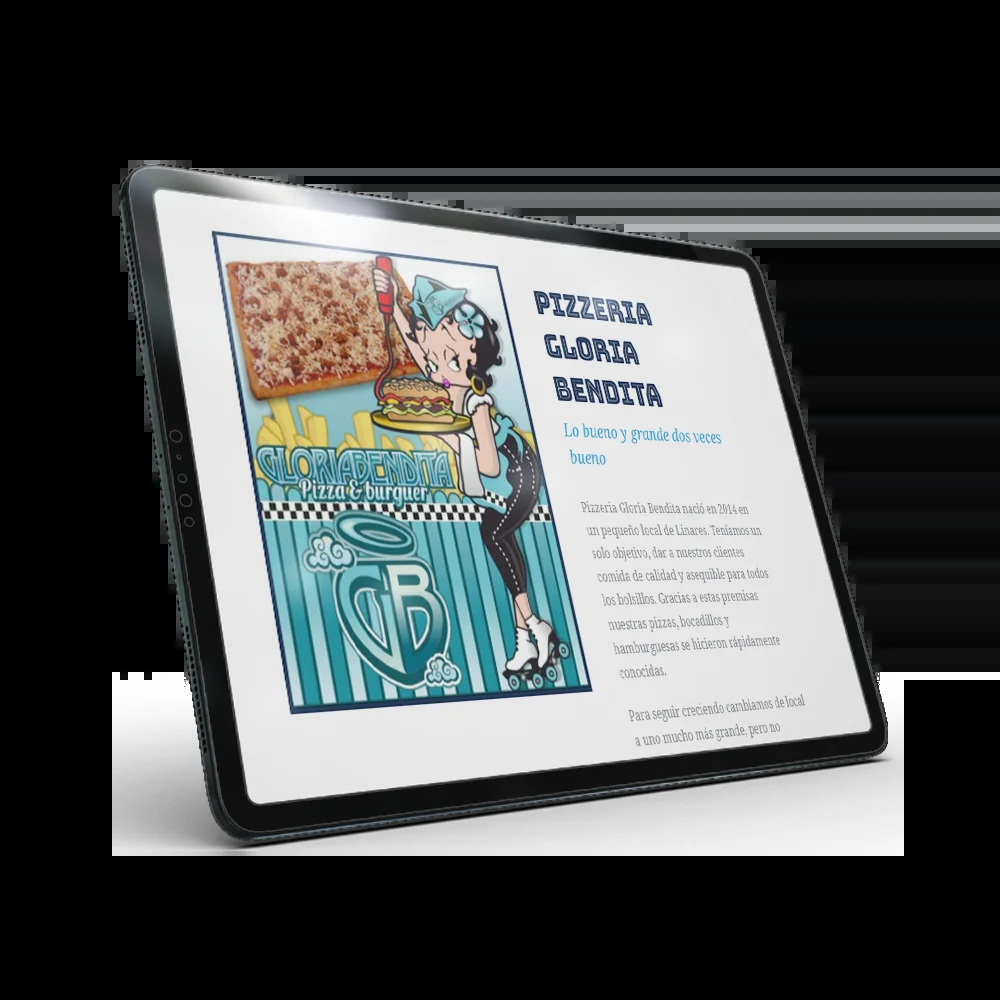 GLORIABENDITA
Pizza & burguer
GB
PIZZERIA
GLORIA
BENDITA
Lo bueno y grande dos veces
bueno
Pizzeria Gloria Bendita nació en 2014 en
un pequeño local de Linares. Teníamos un
solo objetivo, dar a nuestros clientes
comida de calidad y asequible para todos
los bolsillos. Gracias a estas premisas
nuestras pizzas, bocadillos y
hamburguesas se hicieron rápidamente
conocidas.
Para seguir creciendo cambiamos de local
a uno mucho más grande, pero no